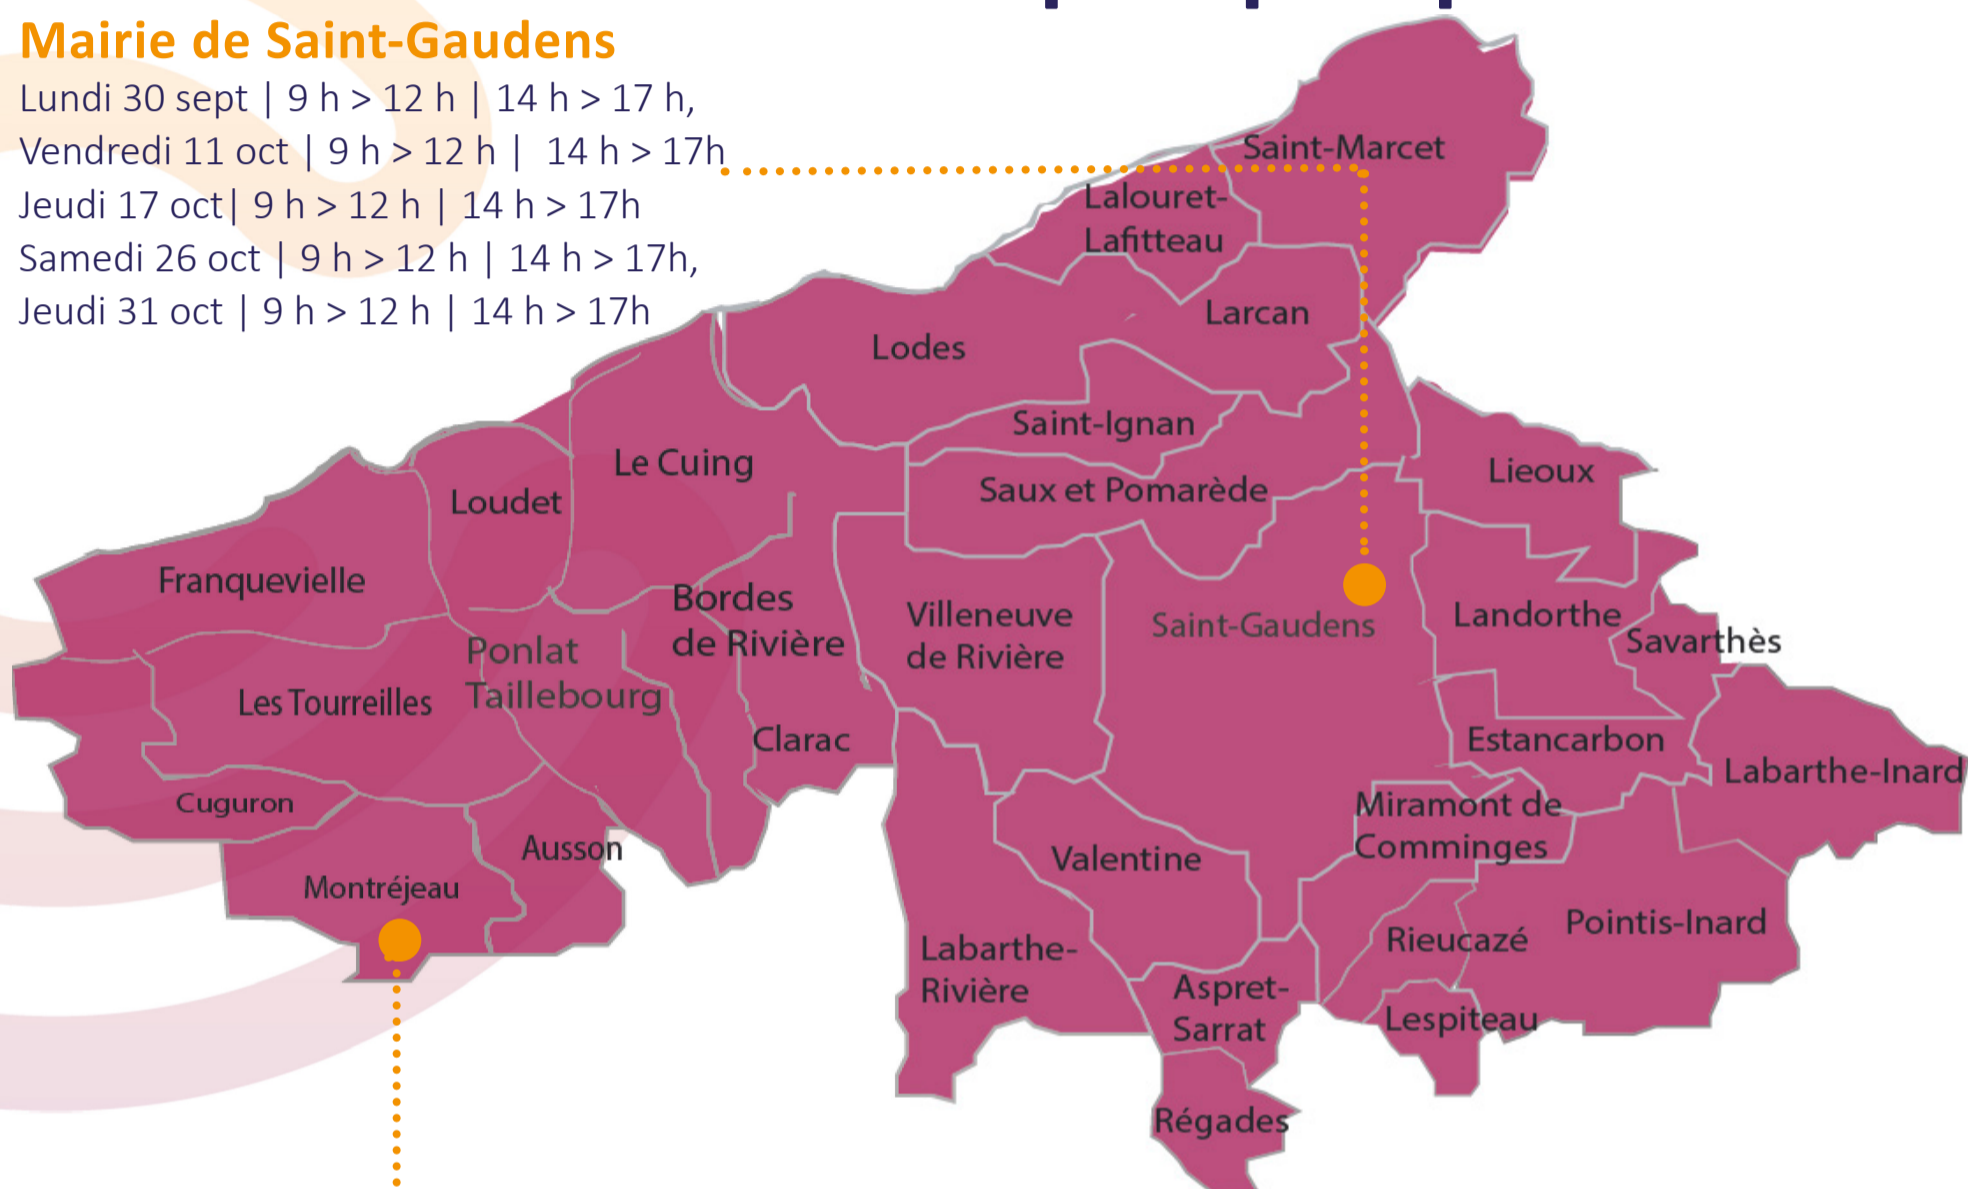 Mairie de Saint-Gaudens
Lundi 30 sept | 9 h > 12 h | 14 h > 17 h,
Vendredi 11 oct | 9 h > 12 h | 14 h > 17h
Jeudi 17 oct| 9 h > 12 h | 14 h > 17h
Samedi 26 oct | 9 h > 12 h | 14 h > 17h,
Jeudi 31 oct | 9 h > 12 h | 14 h > 17h
Saint-Marcet
Lalouret-
Lafitteau
Larcan
Lodes
Saint-Ignan
Le Cuing
Saux et Pomarède
Lieoux
Loudet
Franquevielle
Bordes
de Rivière
Villeneuve
de Rivière
Saint-Gaudens
Landorthe
Savarthès
Ponlat
Taillebourg
Les Tourreilles
Clarac
Estancarbon
Labarthe-Inard
Cuguron
Miramont de
Comminges
Ausson
Valentine
Montréjeau
Pointis-Inard
Rieucazé
Labarthe-
Rivière
Aspret-
Sarrat
Lespiteau
Régades